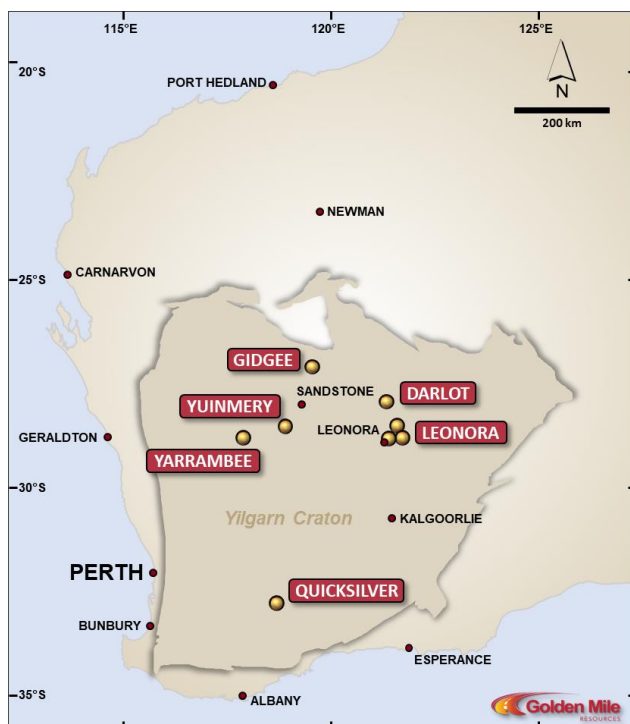 115°E
120°E
125°E
20°S
PORT HEDLAND
N
200 km
NEWMAN
25°S
CARNARVON
GIDGEE
SANDSTONE
DARLOT
YUINMERY
GERALDTON
LEONORA
LEONORA
YARRAMBEE
30°S
Yilgarn Craton
KALGOORLIE
PERTH
QUICKSILVER
BUNBURY
ESPERANCE
35°S
ALBANY
Golden Mile
RESOURCES